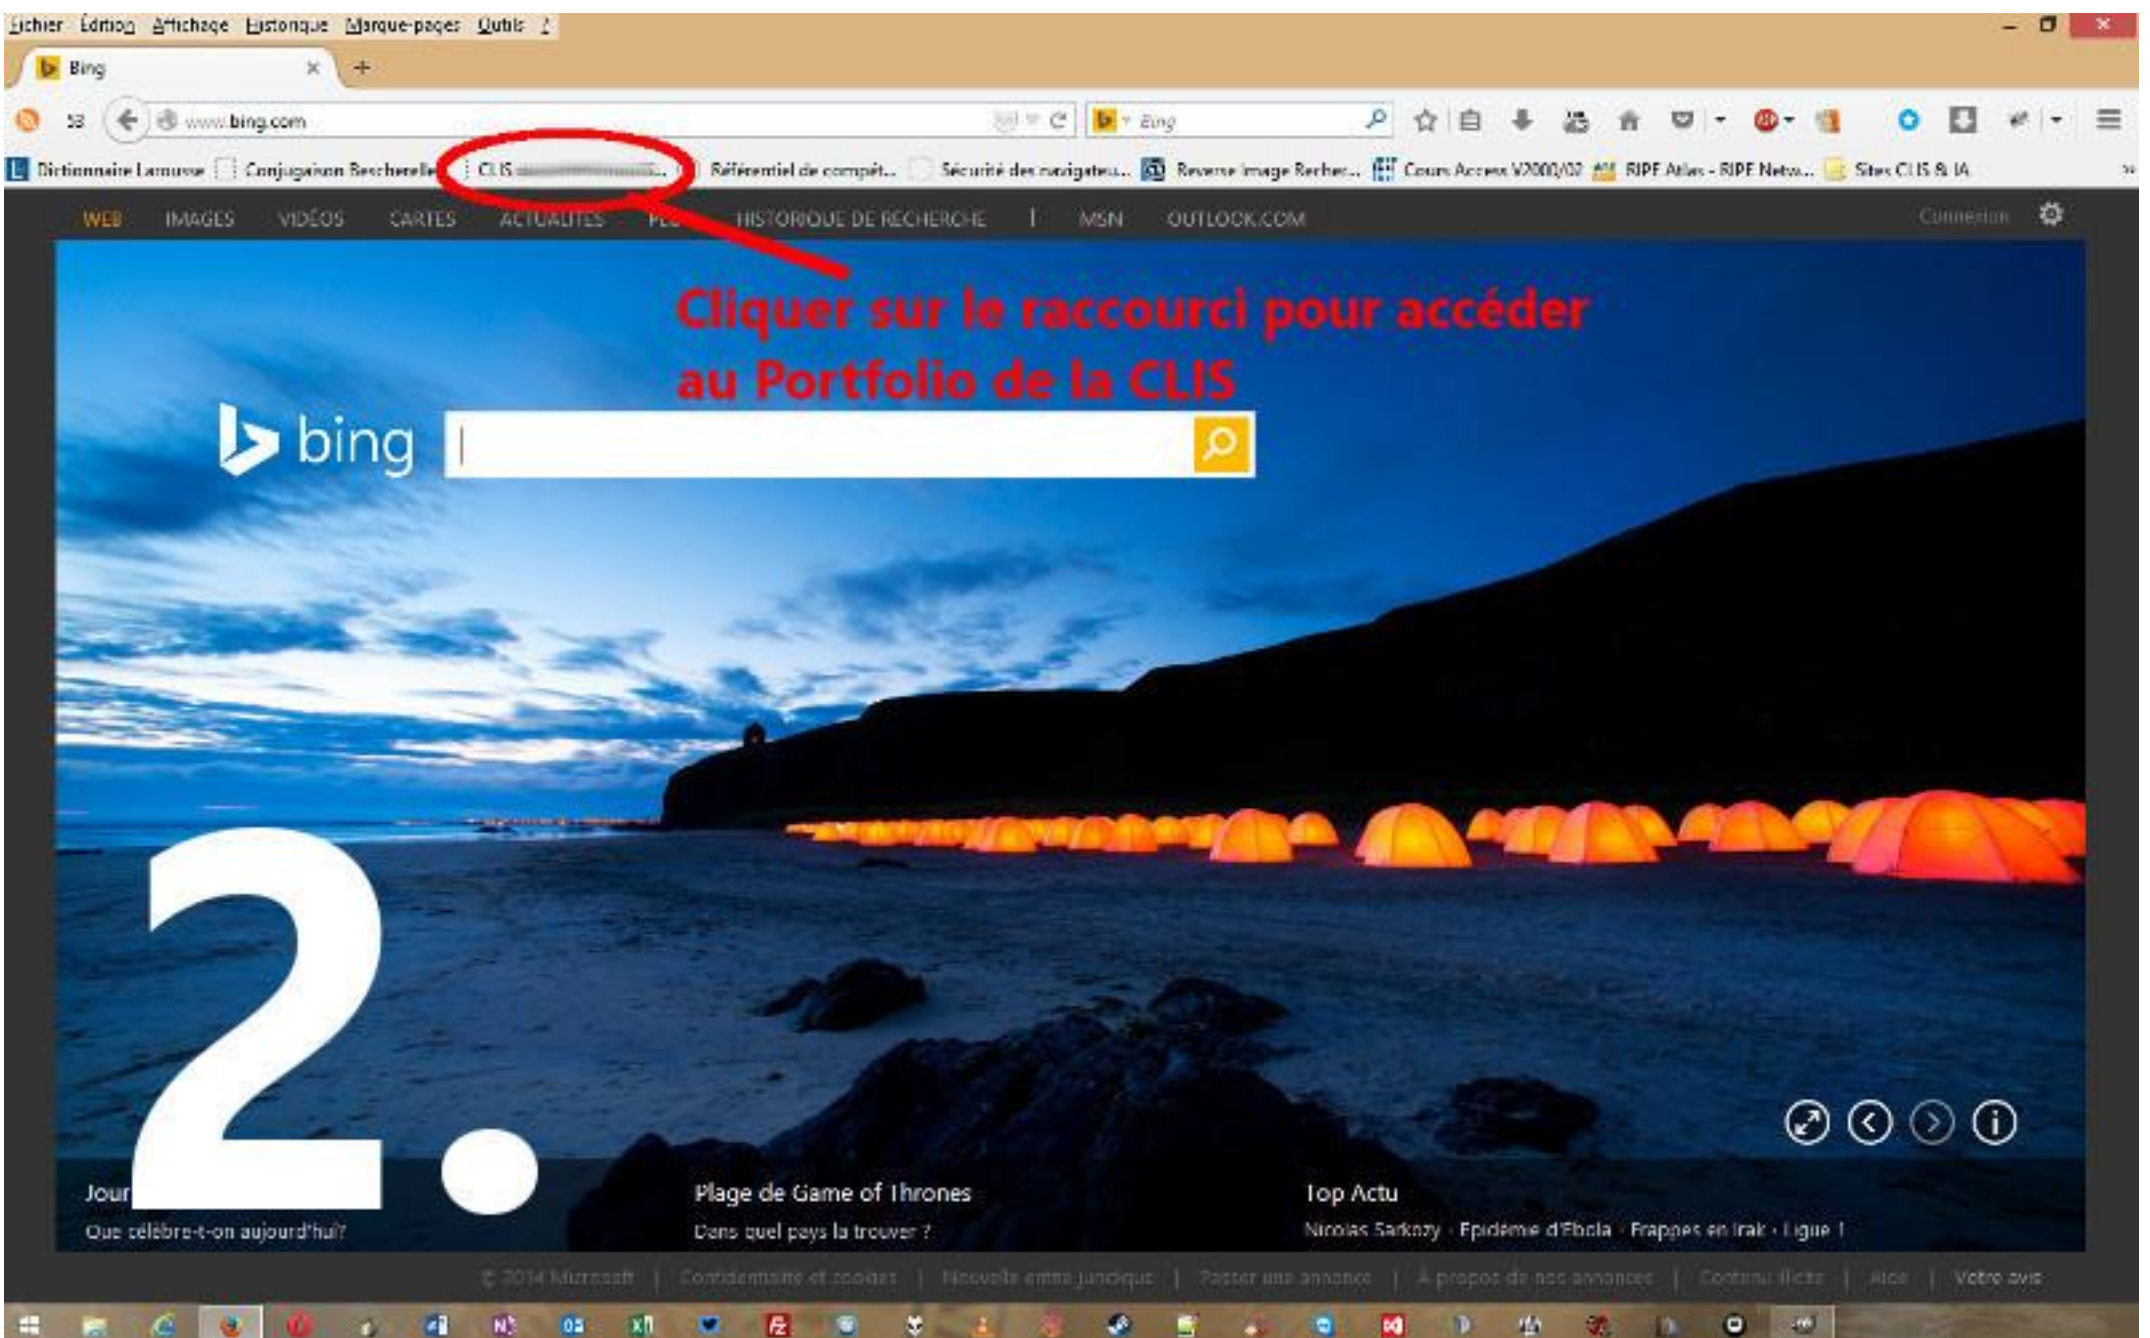 Fichier Édition Affichage Historique Marque-pages Outils ?
Bing
53 www.bing.com Bing
Dictionnaire Larousse Conjugaison Bescherelle CLIS Référentiel de compét... Sécurité des navigateu... Reverse Image Recher... Cours Access V2000/02 RIPE Atlas - RIPE Netw... Sites CLIS & IA
WEB IMAGES VIDÉOS CARTES ACTUALITÉS HISTORIQUE DE RECHERCHE | MSN OUTLOOK.COM Connexion
Cliquer sur le raccourci pour accéder
au Portfolio de la CLIS
bing
2.
Jour Plage de Game of Thrones Top Actu
Que célèbre-t-on aujourd'hui? Dans quel pays la trouver ? Nicolas Sarkozy · Epidémie d'Ebola · Frappes en Irak · Ligue 1
© 2014 Microsoft | Confidentialité et cookies | Passer une annonce | À propos de nos annonces | Contenu illicite | Aide | Votre avis